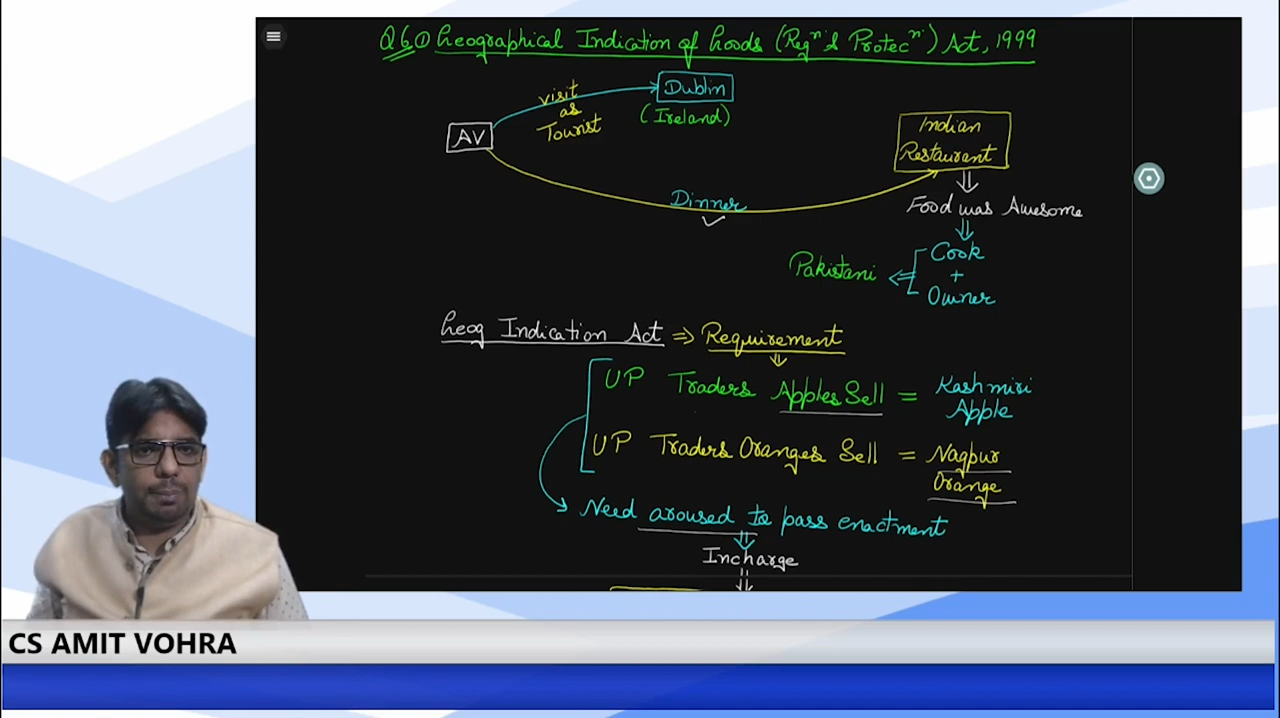 Q6① Geographical Indication of Goods (Regⁿ & Protecⁿ) Act, 1999
visit
as
Tourist
Dublin
(Ireland)
AV
Indian
Restaurant
Dinner
Food was Awesome
Cook
+
Owner
Pakistani
Geog Indication Act ⇒ Requirement
UP Traders Apples Sell = Kashmiri
Apple
UP Traders Oranges Sell = Nagpur
Orange
Need aroused to pass enactment
Incharge
CS AMIT VOHRA